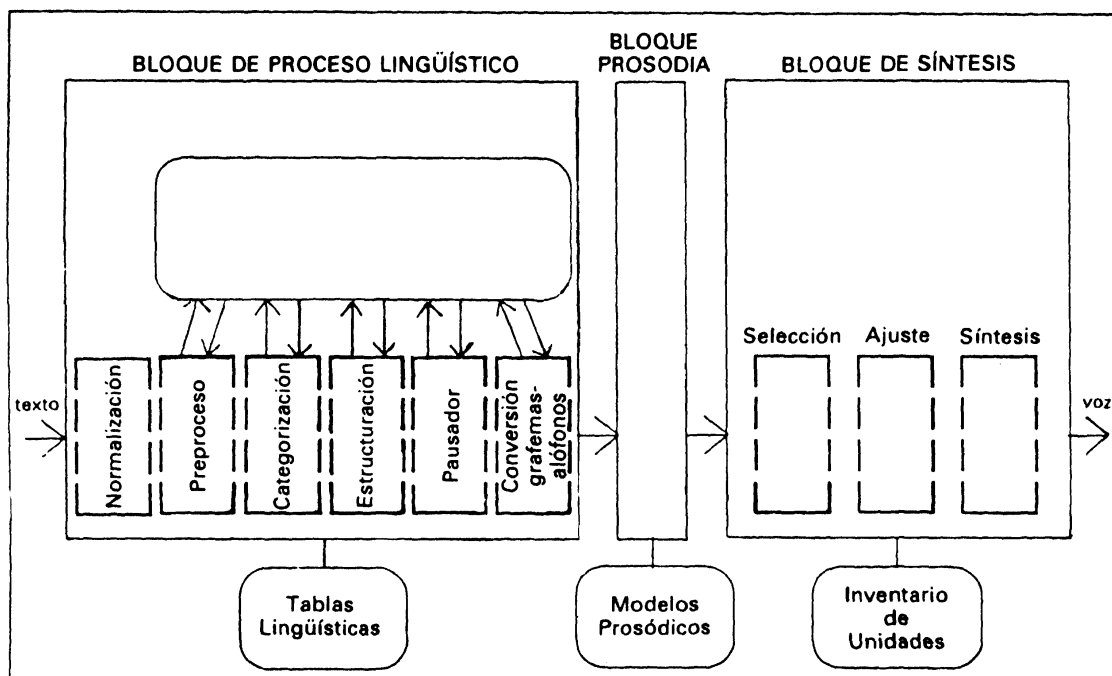 BLOQUE DE PROCESO LINGÜÍSTICO
BLOQUE
PROSODIA
BLOQUE DE SÍNTESIS
texto
Normalización
Preproceso
Categorización
Estructuración
Pausador
Conversión
grafemas-
alófonos
Selección
Ajuste
Síntesis
voz
Tablas
Lingüísticas
Modelos
Prosódicos
Inventario
de
Unidades